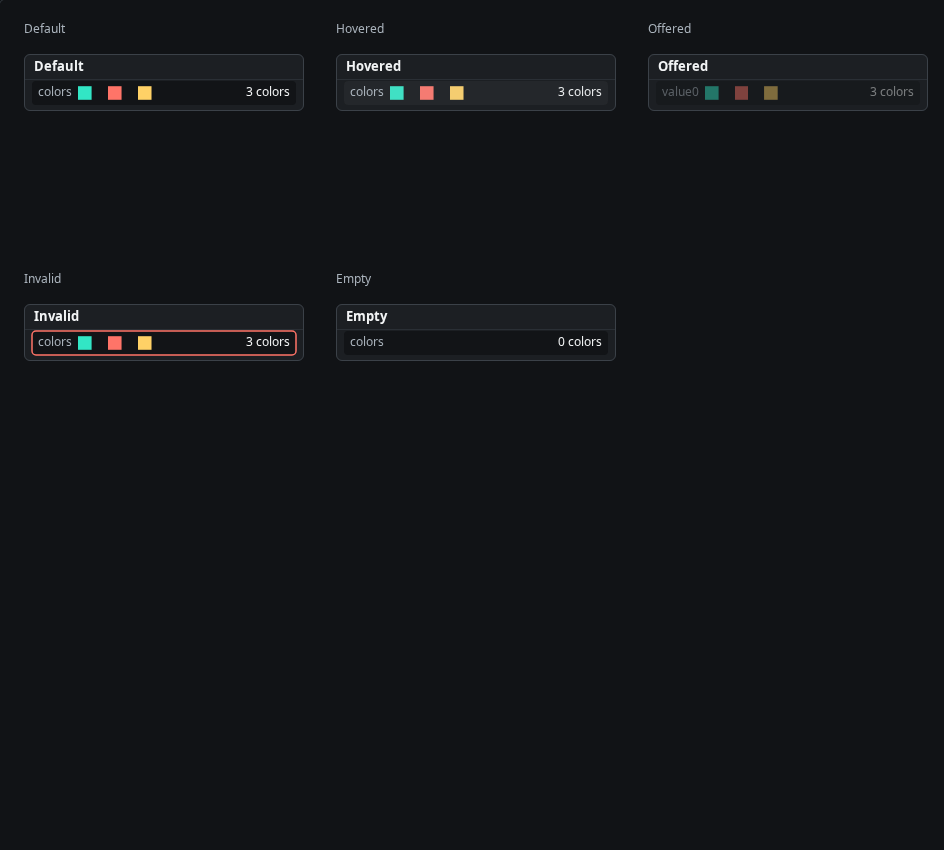 Default
Hovered
Offered
Default
Hovered
Offered
colors 3 colors
colors 3 colors
value0 3 colors
Invalid
Empty
Invalid
Empty
colors 3 colors
colors 0 colors